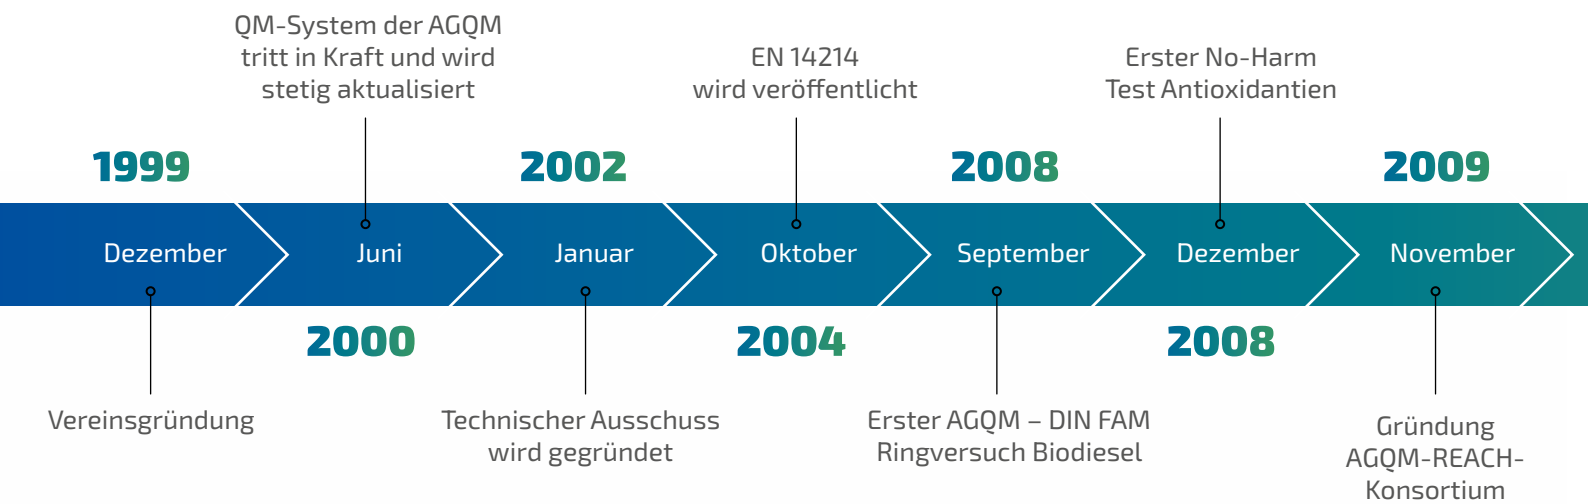 QM-System der AGQM
tritt in Kraft und wird
stetig aktualisiert
EN 14214
wird veröffentlicht
Erster No-Harm
Test Antioxidantien
1999
2002
2008
2009
Dezember
Juni
Januar
Oktober
September
Dezember
November
2000
2004
2008
Vereinsgründung
Technischer Ausschuss
wird gegründet
Erster AGQM – DIN FAM
Ringversuch Biodiesel
Gründung
AGQM-REACH-
Konsortium